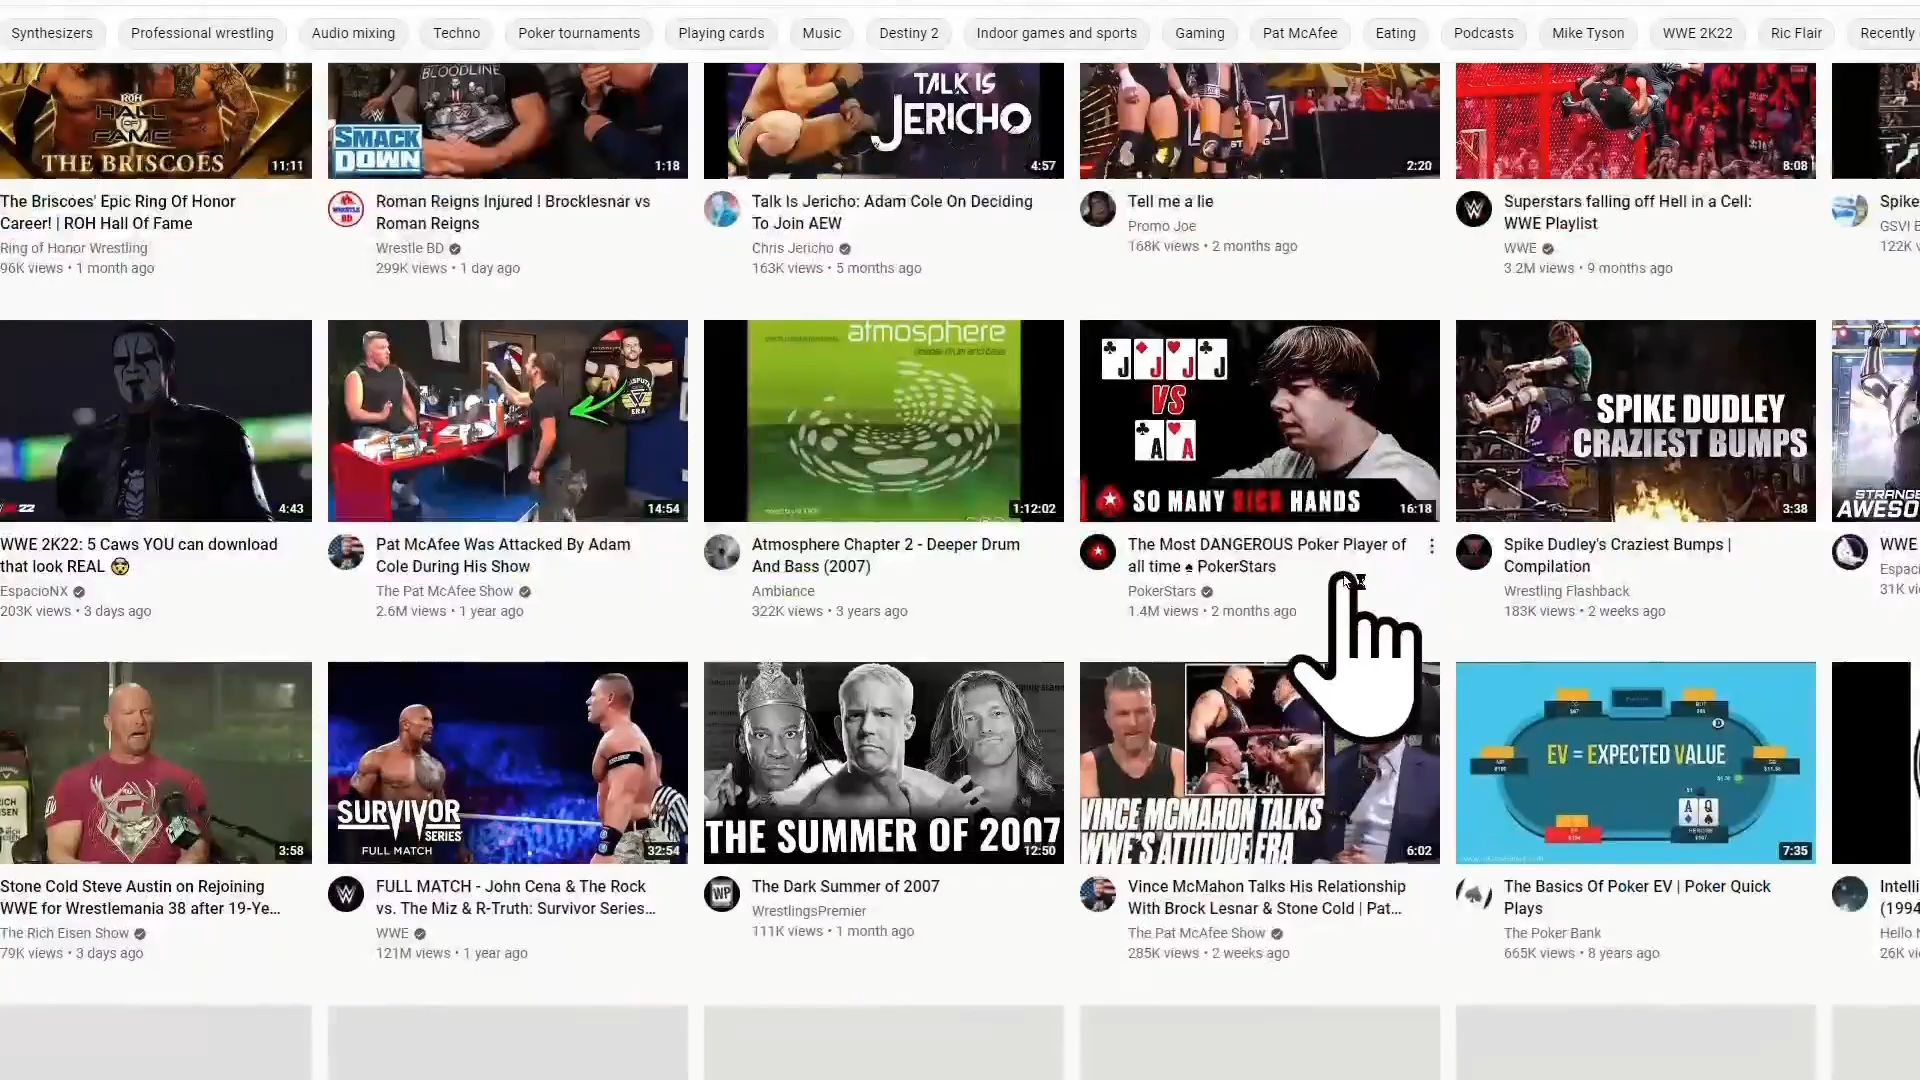 Synthesizers
Professional wrestling
Audio mixing
Techno
Poker tournaments
Playing cards
Music
Destiny 2
Indoor games and sports
Gaming
Pat McAfee
Eating
Podcasts
Mike Tyson
WWE 2K22
Ric Flair
Recently
ROH
HALL
OF
FAME
THE BRISCOES
11:11
BLOODLINE
SMACK
DOWN
1:18
TALK IS
JERICHO
4:57
2:20
8:08
The Briscoes' Epic Ring Of Honor
Career! | ROH Hall Of Fame
Ring of Honor Wrestling
96K views • 1 month ago
Roman Reigns Injured ! Brocklesnar vs
Roman Reigns
Wrestle BD
299K views • 1 day ago
Talk Is Jericho: Adam Cole On Deciding
To Join AEW
Chris Jericho
163K views • 5 months ago
Tell me a lie
Promo Joe
168K views • 2 months ago
Superstars falling off Hell in a Cell:
WWE Playlist
WWE
3.2M views • 9 months ago
Spike
GSVI
122K
22
4:43
14:54
atmosphere
deeper drum and bass
1:12:02
J J J J
VS
A A
SO MANY SICK HANDS
16:18
SPIKE DUDLEY
CRAZIEST BUMPS
3:38
STRANGE
AWESO
WWE 2K22: 5 Caws YOU can download
that look REAL 😲
EspacioNX
203K views • 3 days ago
Pat McAfee Was Attacked By Adam
Cole During His Show
The Pat McAfee Show
2.6M views • 1 year ago
Atmosphere Chapter 2 - Deeper Drum
And Bass (2007)
Ambiance
322K views • 3 years ago
The Most DANGEROUS Poker Player of
all time ♠ PokerStars
PokerStars
1.4M views • 2 months ago
Spike Dudley's Craziest Bumps |
Compilation
Wrestling Flashback
183K views • 2 weeks ago
WWE
Espaci
31K vi
3:58
SURVIVOR
SERIES
FULL MATCH
32:54
THE SUMMER OF 2007
12:50
VINCE MCMAHON TALKS
WWE'S ATTITUDE ERA
6:02
EV = EXPECTED VALUE
A Q
7:35
Stone Cold Steve Austin on Rejoining
WWE for Wrestlemania 38 after 19-Ye...
The Rich Eisen Show
79K views • 3 days ago
FULL MATCH - John Cena & The Rock
vs. The Miz & R-Truth: Survivor Series...
WWE
121M views • 1 year ago
The Dark Summer of 2007
WrestlingsPremier
111K views • 1 month ago
Vince McMahon Talks His Relationship
With Brock Lesnar & Stone Cold | Pat...
The Pat McAfee Show
285K views • 2 weeks ago
The Basics Of Poker EV | Poker Quick
Plays
The Poker Bank
665K views • 8 years ago
Intelli
(1994
Hello
26K vi